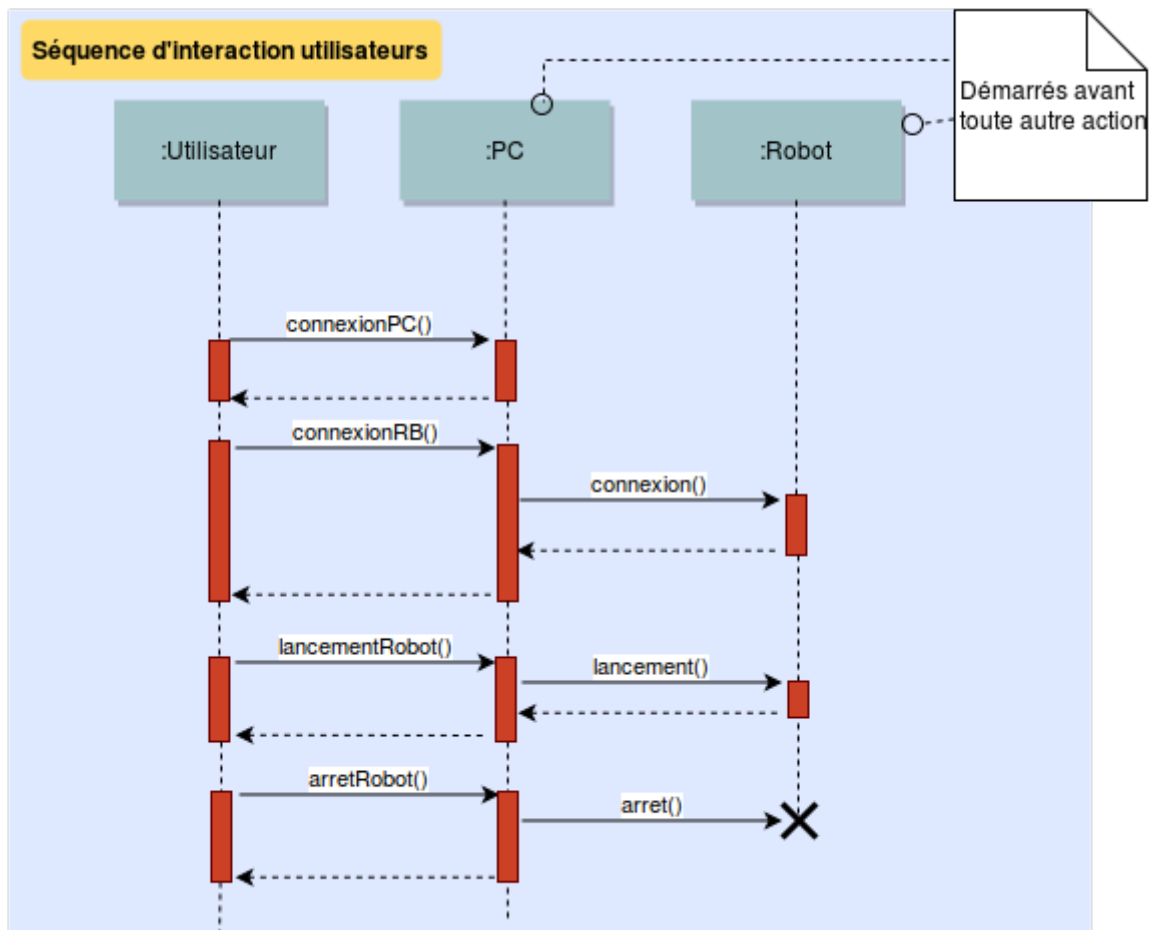 Séquence d'interaction utilisateurs
Démarrés avant
toute autre action
:Utilisateur
:PC
:Robot
connexionPC()
connexionRB()
connexion()
lancementRobot()
lancement()
arretRobot()
arret()